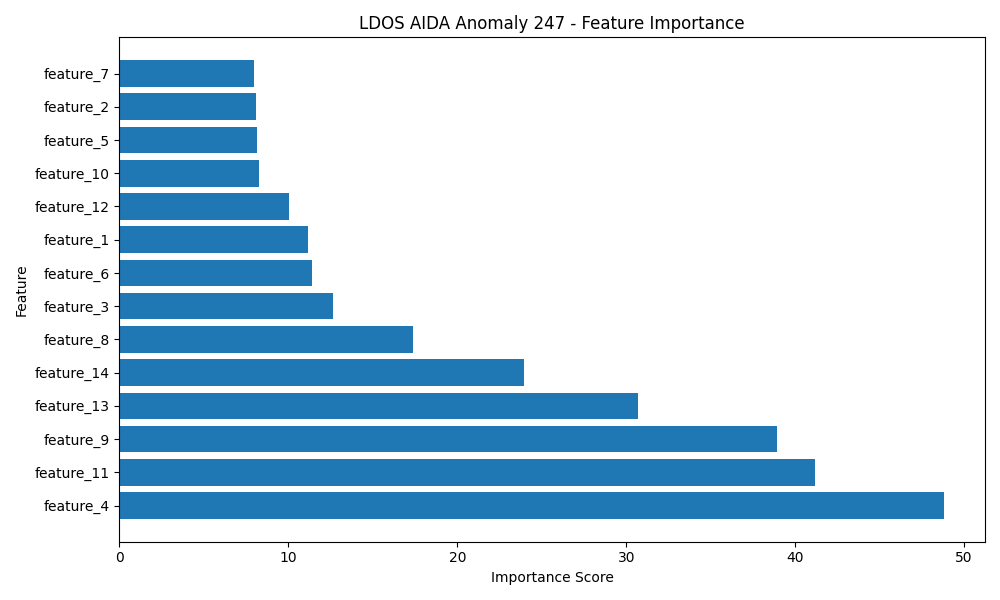 LDOS AIDA Anomaly 247 - Feature Importance
feature_7
feature_2
feature_5
feature_10
feature_12
feature_1
feature_6
feature_3
feature_8
feature_14
feature_13
feature_9
feature_11
feature_4
Feature
0 10 20 30 40 50
Importance Score